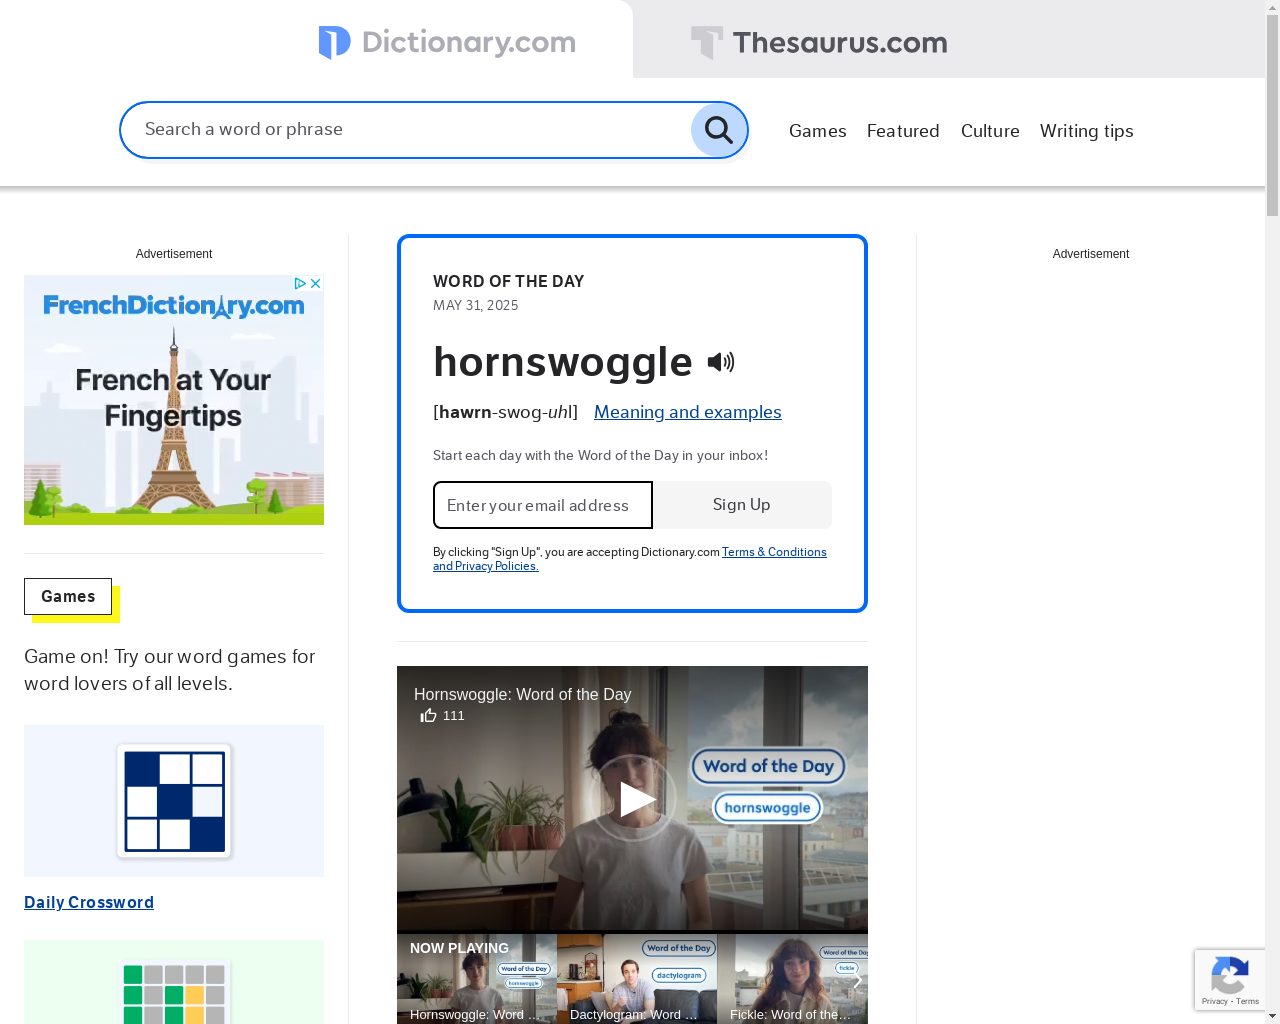 Dictionary.com
Thesaurus.com
Search a word or phrase
Games
Featured
Culture
Writing tips
Advertisement
FrenchDictionary.com
French at Your
Fingertips
Games
Game on! Try our word games for
word lovers of all levels.
Daily Crossword
WORD OF THE DAY
MAY 31, 2025
hornswoggle
[hawrn-swog-uhl] Meaning and examples
Start each day with the Word of the Day in your inbox!
Enter your email address
Sign Up
By clicking "Sign Up", you are accepting Dictionary.com Terms & Conditions
and Privacy Policies.
Hornswoggle: Word of the Day
111
Word of the Day
hornswoggle
NOW PLAYING
Word of the Day
hornswoggle
Hornswoggle: Word ...
Word of the Day
dactylogram
Dactylogram: Word ...
Word of the Day
fickle
Fickle: Word of the...
Advertisement
Privacy - Terms